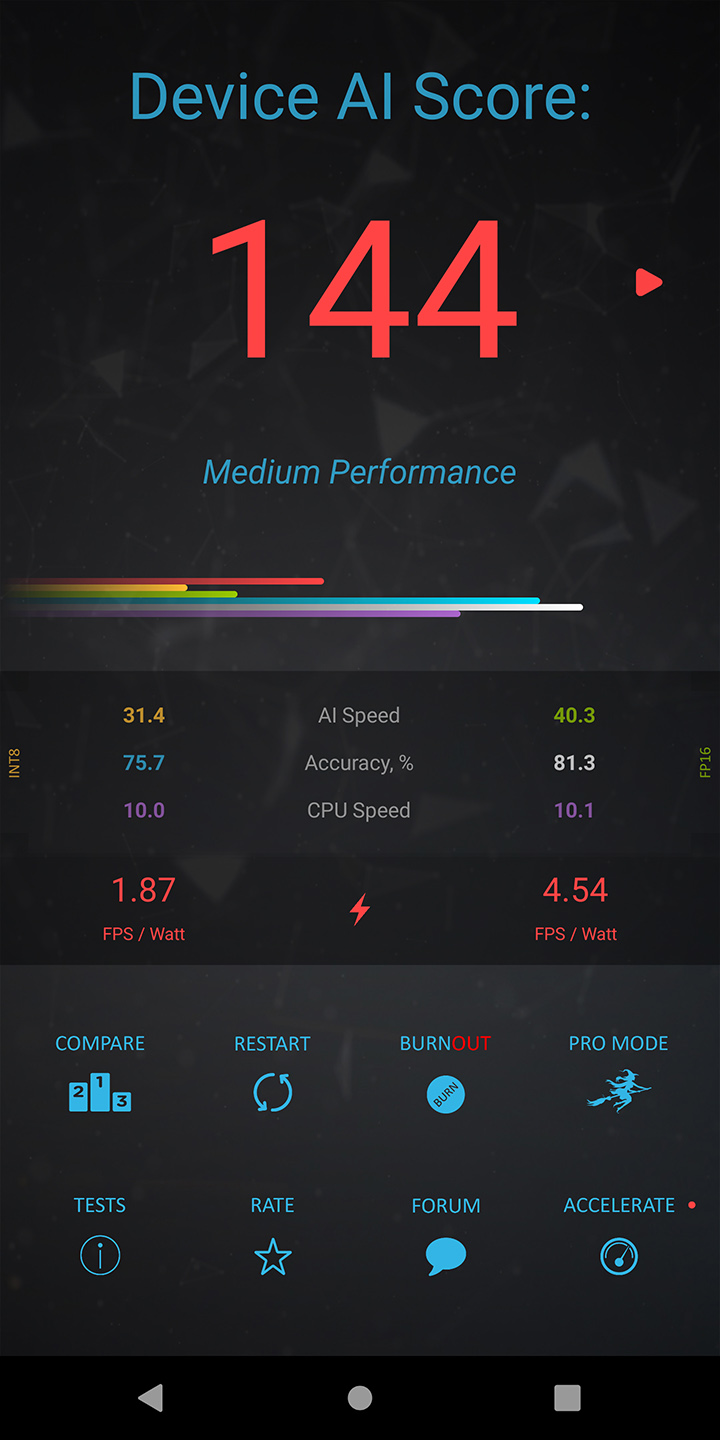 Device AI Score:
144
Medium Performance
INT8
31.4 AI Speed 40.3
75.7 Accuracy, % 81.3
10.0 CPU Speed 10.1
FP16
1.87 4.54
FPS / Watt FPS / Watt
COMPARE RESTART BURNOUT PRO MODE
2 1 3 BURN
TESTS RATE FORUM ACCELERATE
i